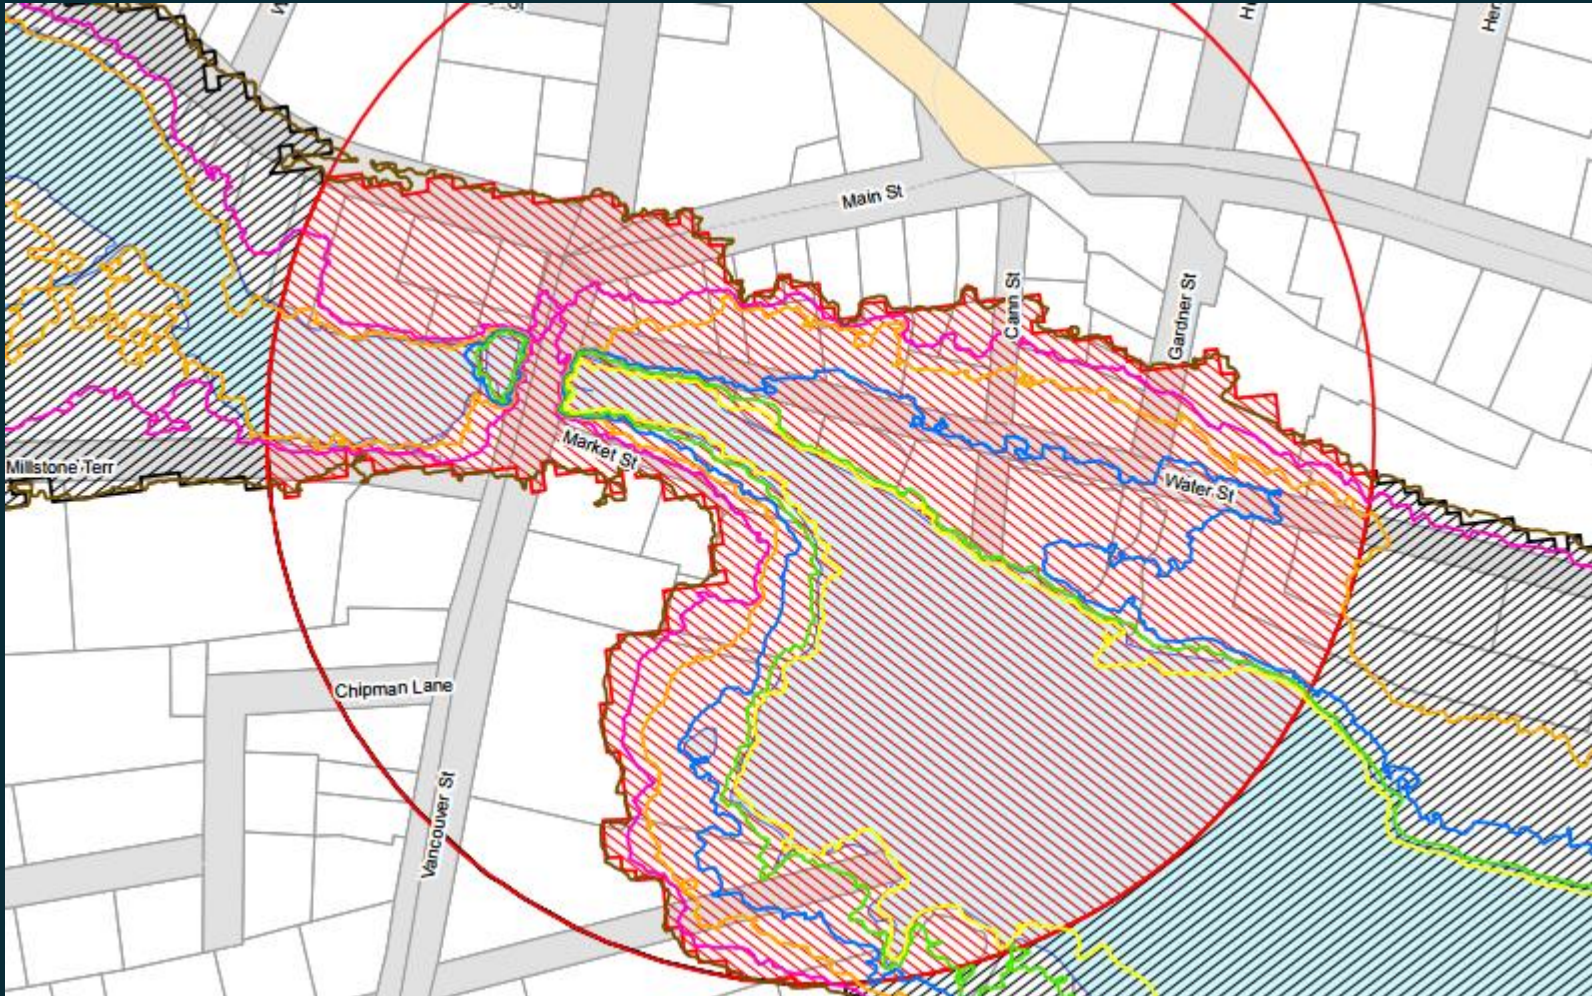 Main St
Cann St
Gardner St
Market St
Millstone Terr
Water St
Chipman Lane
Vancouver St